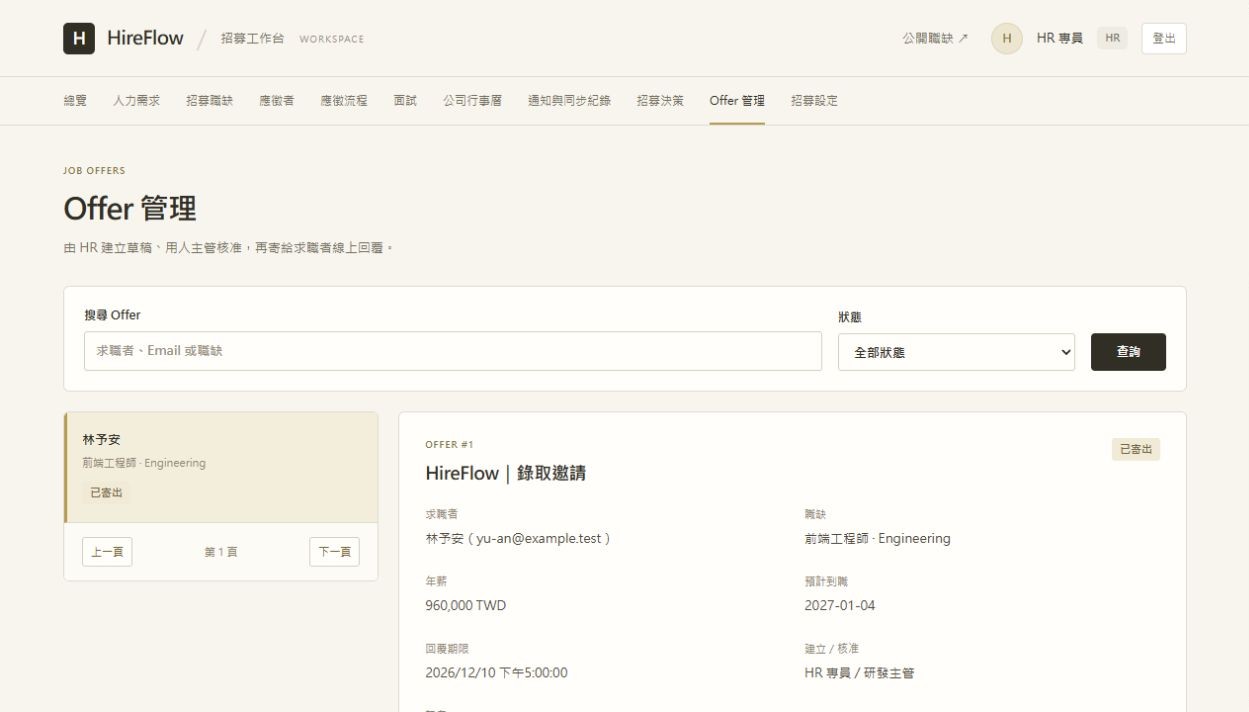 H HireFlow / 招募工作台 WORKSPACE 公開職缺 ↗ H HR 專員 HR 登出
總覽 人力需求 招募職缺 應徵者 應徵流程 面試 公司行事曆 通知與同步紀錄 招募決策 Offer 管理 招募設定
JOB OFFERS
Offer 管理
由 HR 建立草稿、用人主管核准，再寄給求職者線上回覆。
搜尋 Offer
求職者、Email 或職缺
狀態
全部狀態
查詢
林予安
前端工程師 · Engineering
已寄出
上一頁 第 1 頁 下一頁
OFFER #1
已寄出
HireFlow｜錄取邀請
求職者
林予安（yu-an@example.test）
職缺
前端工程師 · Engineering
年薪
960,000 TWD
預計到職
2027-01-04
回覆期限
2026/12/10 下午5:00:00
建立 / 核准
HR 專員 / 研發主管